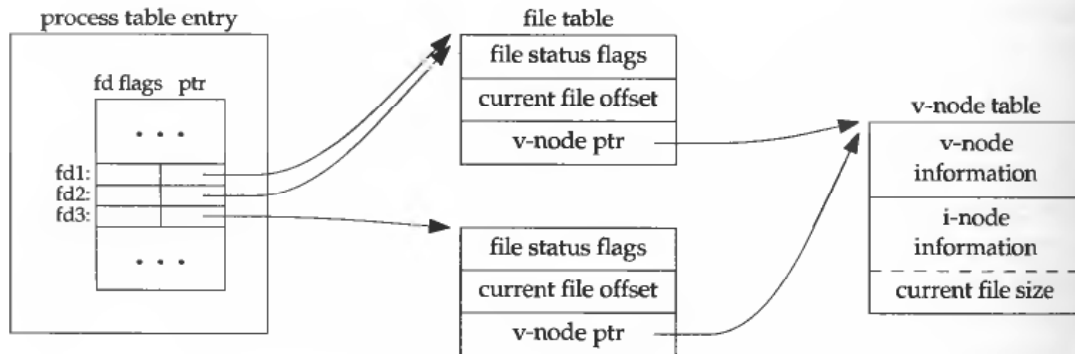 process table entry
fd flags ptr
• • •
fd1:
fd2:
fd3:
• • •
file table
file status flags
current file offset
v-node ptr
file status flags
current file offset
v-node ptr
v-node table
v-node
information
i-node
information
current file size